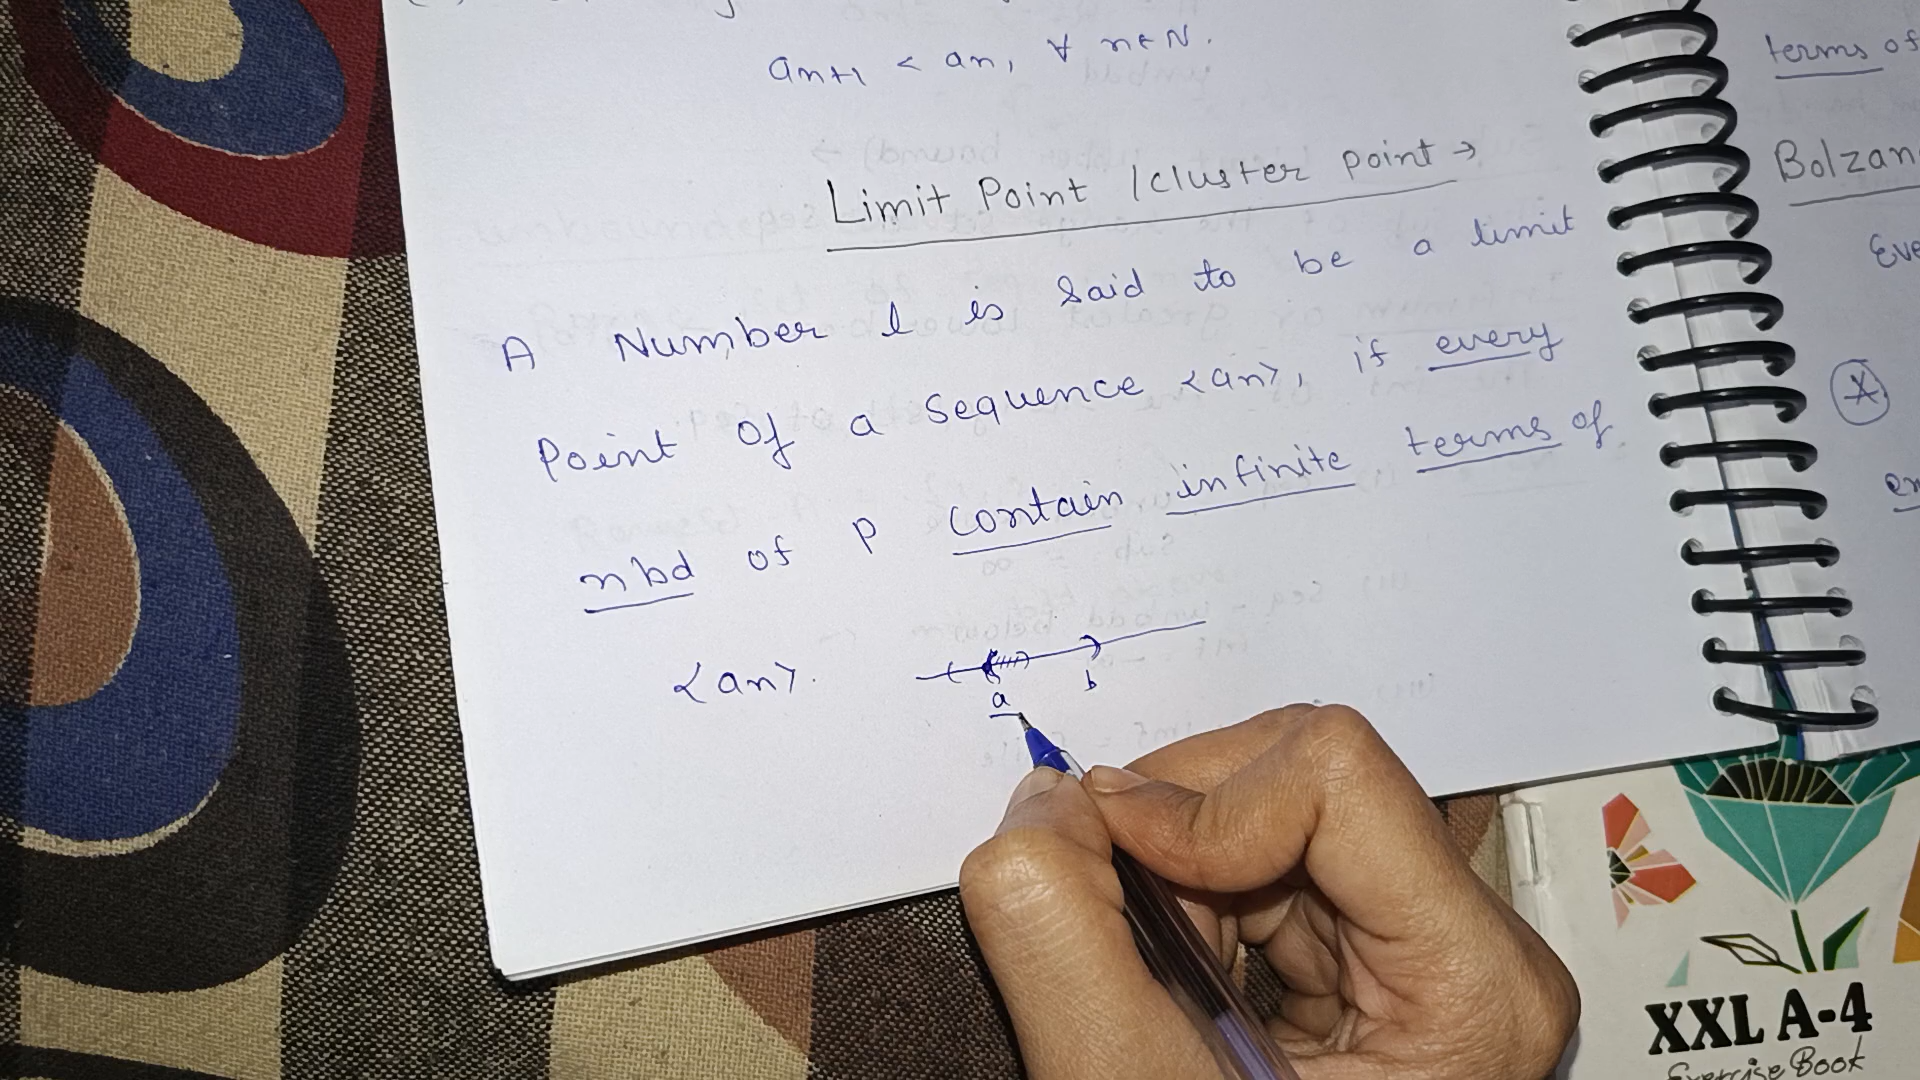 an+1 < an, ∀ n∈N.
Limit Point / cluster point →
A Number l is said to be a limit
Point of a sequence <an>, if every
nbd of P contain infinite terms of
<an>.
a
b
terms of
Bolzan
Eve
XXL A-4
Exercise Book